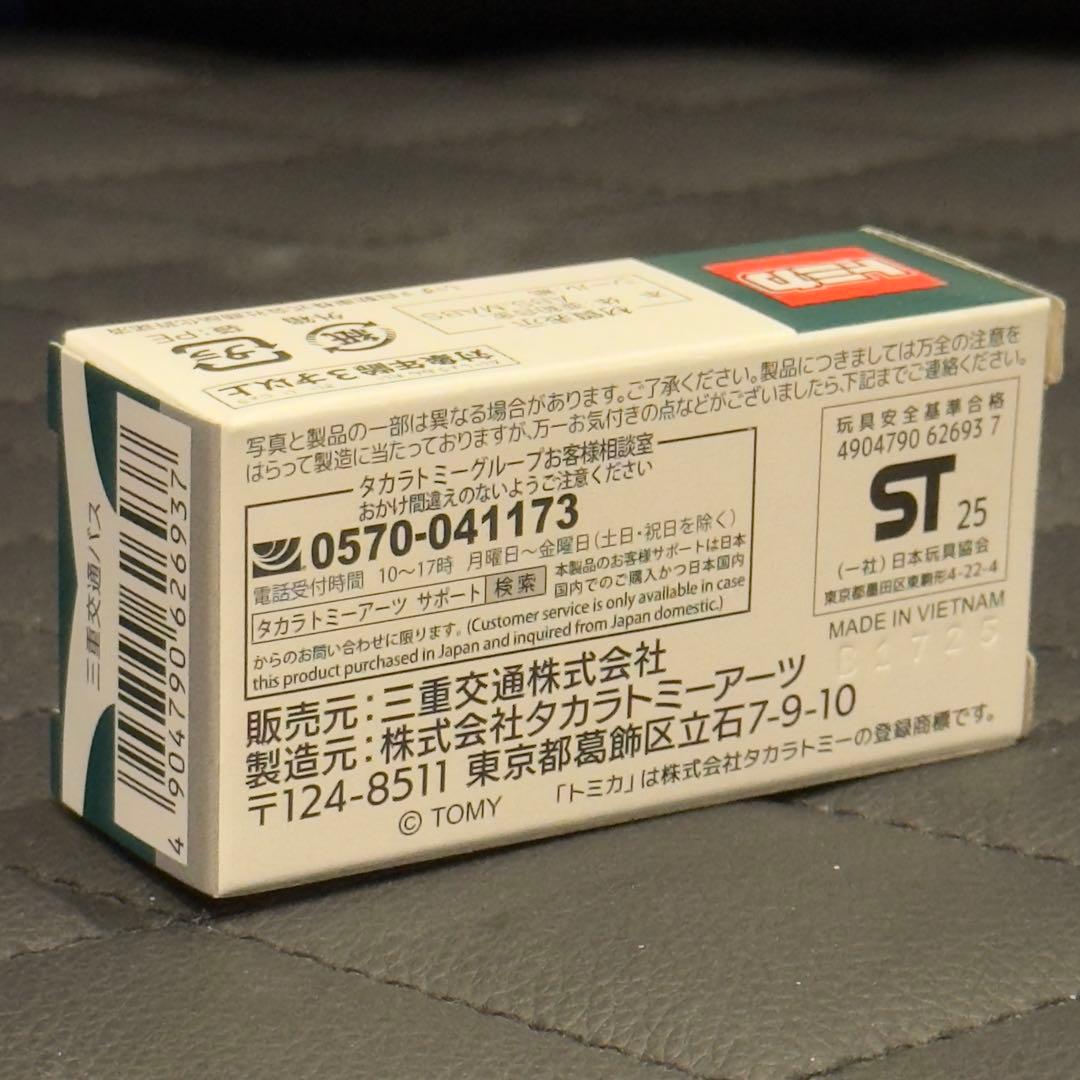 トミカ
対象年齢3才以上
外箱
紙
プラ
袋:PE
三重交通バス
4 904790 626937
写真と製品の一部は異なる場合があります。ご了承ください。製品につきましては万全の注意を
はらって製造に当たっておりますが、万一お気付きの点などがございましたら、下記までご連絡ください。
タカラトミーグループお客様相談室
おかけ間違えのないようご注意ください
0570-041173
電話受付時間 10〜17時 月曜日〜金曜日(土日・祝日を除く)
タカラトミーアーツ サポート 検索
本製品のお客様サポートは日本
国内でのご購入かつ日本国内
からのお問い合わせに限ります。(Customer service is only available in case
this product purchased in Japan and inquired from Japan domestic.)
販売元:三重交通株式会社
製造元:株式会社タカラトミーアーツ
〒124-8511 東京都葛飾区立石7-9-10
© TOMY 「トミカ」は株式会社タカラトミーの登録商標です。
玩具安全基準合格
4904790 62693 7
ST 25
(一社)日本玩具協会
東京都墨田区東駒形4-22-4
MADE IN VIETNAM